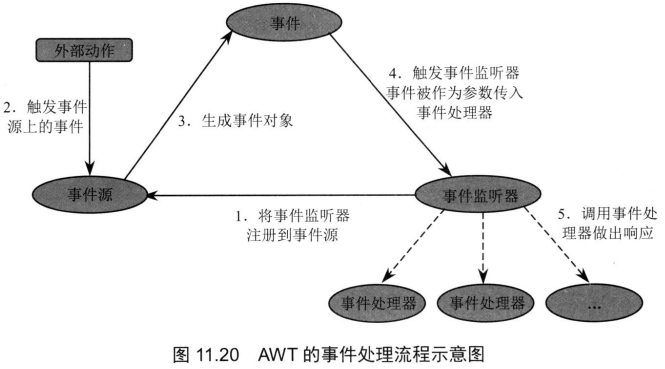 事件
外部动作
4．触发事件监听器
事件被作为参数传入
事件处理器
2．触发事件
源上的事件
3．生成事件对象
事件源
事件监听器
1．将事件监听器
注册到事件源
5．调用事件处
理器做出响应
事件处理器
事件处理器
...
图 11.20 AWT 的事件处理流程示意图